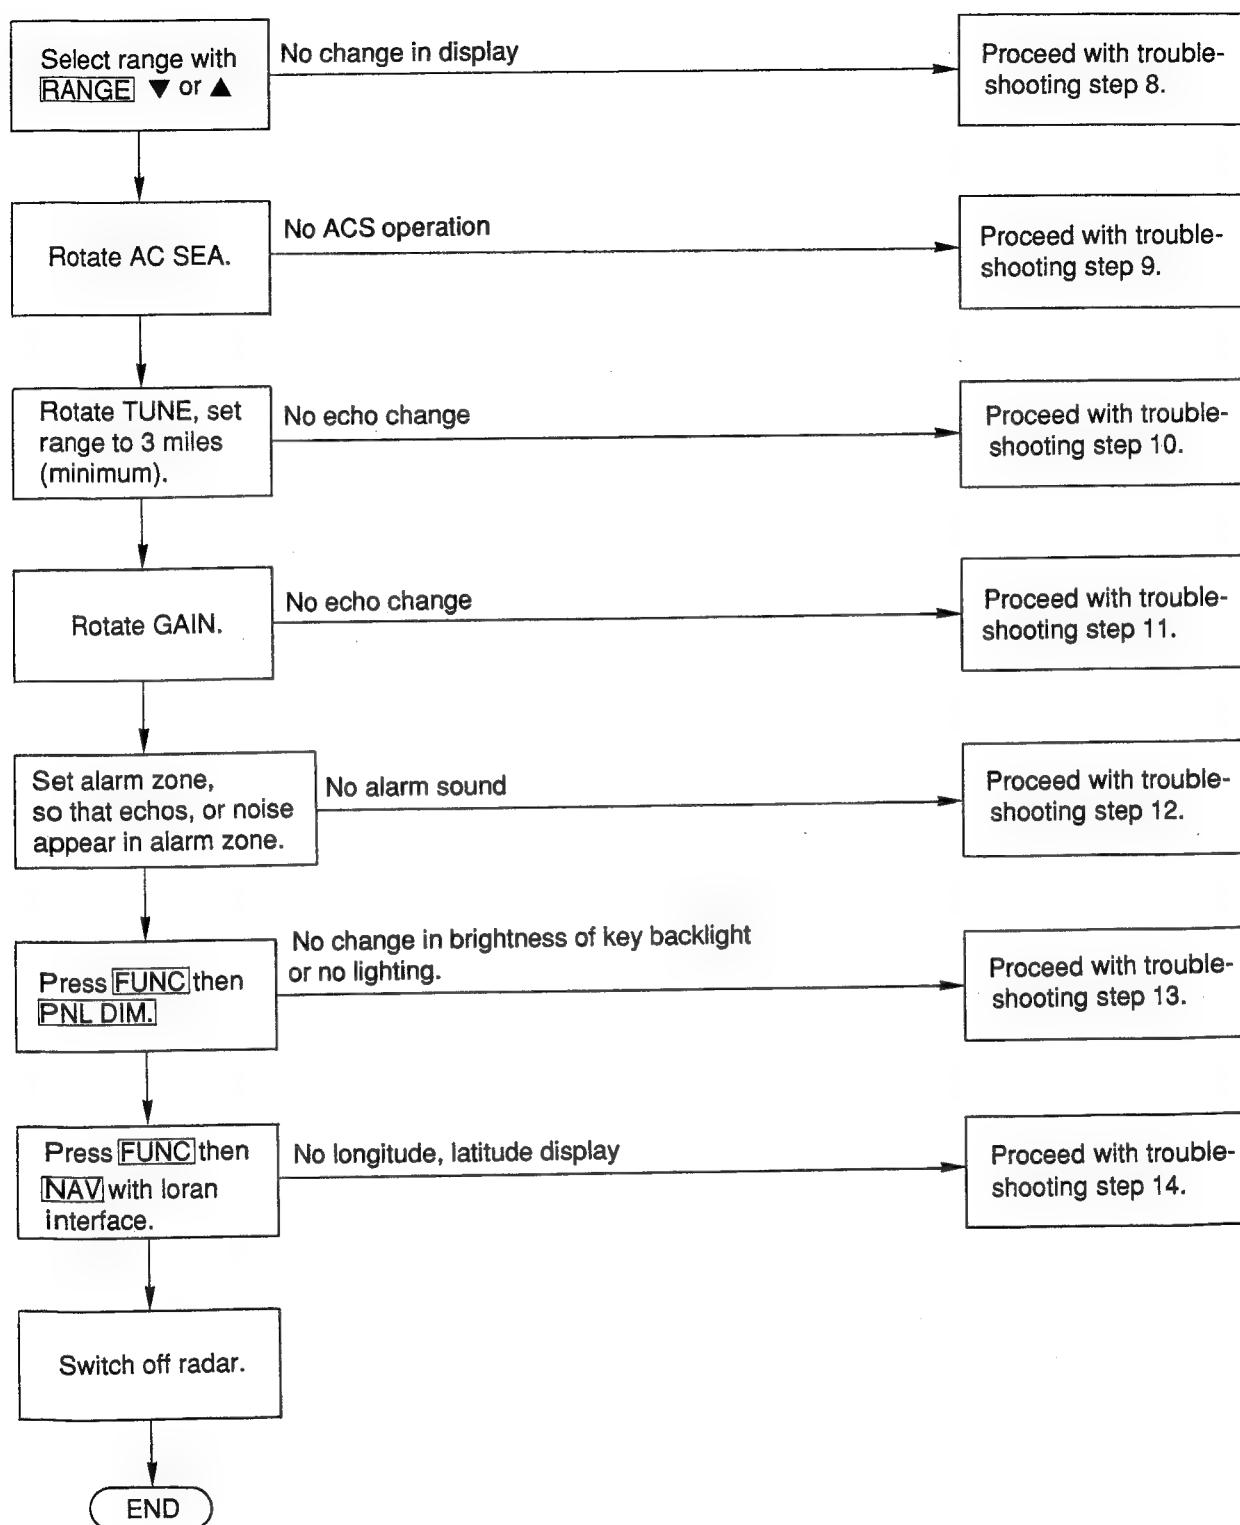 Select range with
RANGE ▼ or ▲
No change in display
Proceed with trouble-
shooting step 8.
Rotate AC SEA.
No ACS operation
Proceed with trouble-
shooting step 9.
Rotate TUNE, set
range to 3 miles
(minimum).
No echo change
Proceed with trouble-
shooting step 10.
Rotate GAIN.
No echo change
Proceed with trouble-
shooting step 11.
Set alarm zone,
so that echos, or noise
appear in alarm zone.
No alarm sound
Proceed with trouble-
shooting step 12.
Press FUNC then
PNL DIM.
No change in brightness of key backlight
or no lighting.
Proceed with trouble-
shooting step 13.
Press FUNC then
NAV with loran
interface.
No longitude, latitude display
Proceed with trouble-
shooting step 14.
Switch off radar.
END